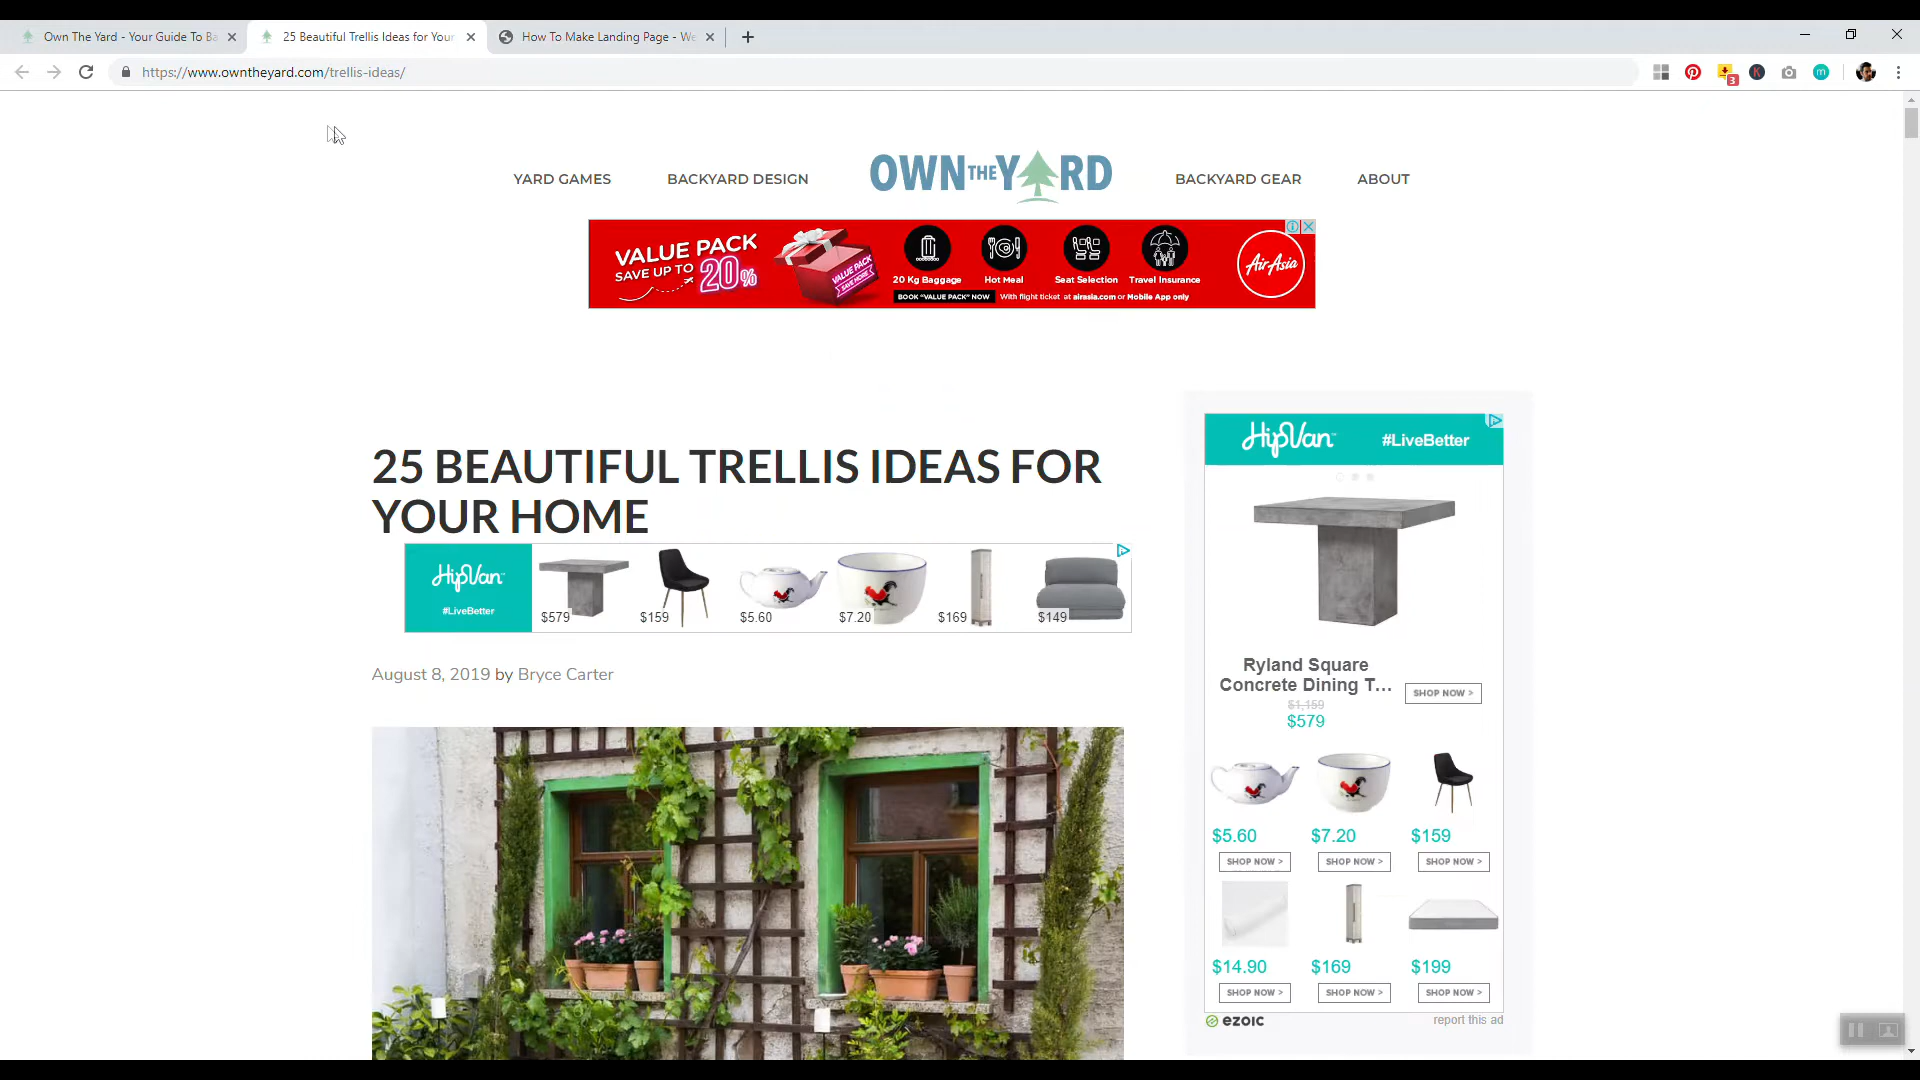 Own The Yard - Your Guide To Ba
25 Beautiful Trellis Ideas for Your
How To Make Landing Page - We
https://www.owntheyard.com/trellis-ideas/
3
K
m
YARD GAMES
BACKYARD DESIGN
OWN THE YARD
BACKYARD GEAR
ABOUT
VALUE PACK
SAVE UP TO 20%
VALUE PACK
SAVE MORE
20 Kg Baggage
Hot Meal
Seat Selection
Travel Insurance
BOOK "VALUE PACK" NOW With flight ticket at airasia.com or Mobile App only
AirAsia
25 BEAUTIFUL TRELLIS IDEAS FOR
YOUR HOME
HipVan
#LiveBetter
$579
$159
$5.60
$7.20
$169
$149
August 8, 2019 by Bryce Carter
HipVan
#LiveBetter
Ryland Square
Concrete Dining T...
$1,159
$579
SHOP NOW >
$5.60
$7.20
$159
SHOP NOW >
SHOP NOW >
SHOP NOW >
$14.90
$169
$199
SHOP NOW >
SHOP NOW >
SHOP NOW >
ezoic
report this ad